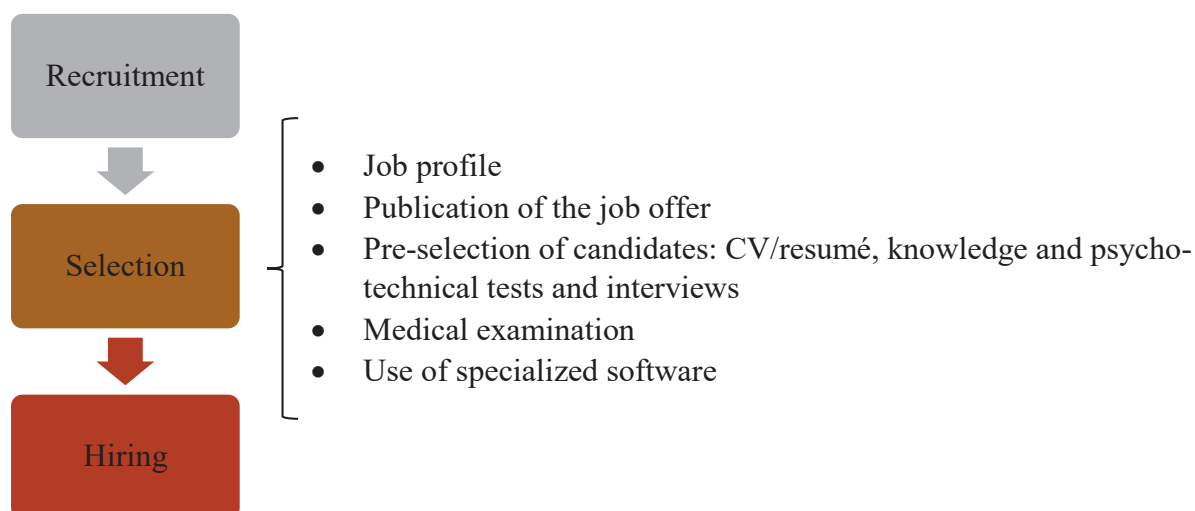 Recruitment
Selection
Hiring
• Job profile
• Publication of the job offer
• Pre-selection of candidates: CV/resumé, knowledge and psycho-
technical tests and interviews
• Medical examination
• Use of specialized software